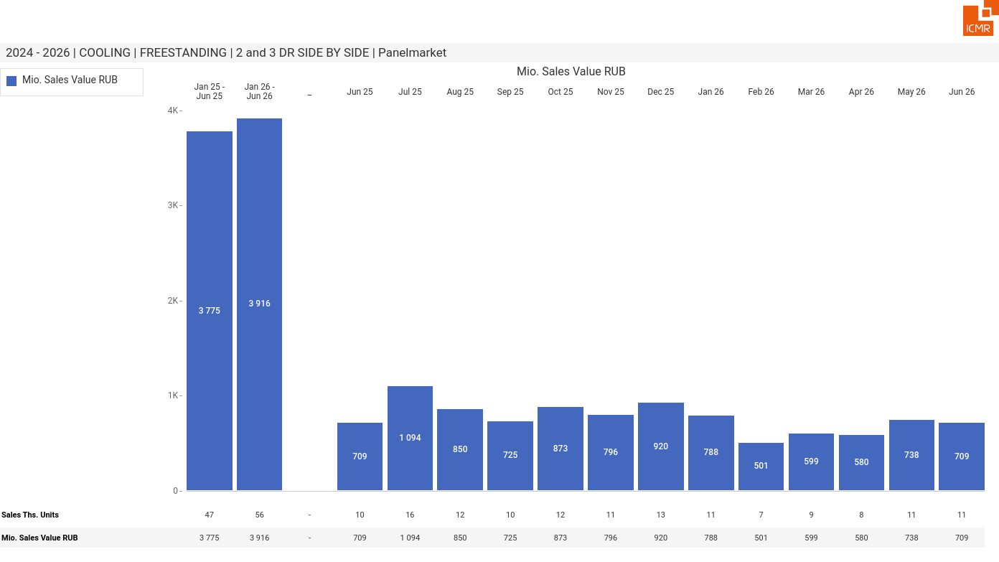 ICMR
2024 - 2026 | COOLING | FREESTANDING | 2 and 3 DR SIDE BY SIDE | Panelmarket
Mio. Sales Value RUB
Mio. Sales Value RUB
Jan 25 - Jun 25 Jan 26 - Jun 26 – Jun 25 Jul 25 Aug 25 Sep 25 Oct 25 Nov 25 Dec 25 Jan 26 Feb 26 Mar 26 Apr 26 May 26 Jun 26
4K
3K
2K
1K
0
3 775 3 916 709 1 094 850 725 873 796 920 788 501 599 580 738 709
Sales Ths. Units 47 56 - 10 16 12 10 12 11 13 11 7 9 8 11 11
Mio. Sales Value RUB 3 775 3 916 - 709 1 094 850 725 873 796 920 788 501 599 580 738 709